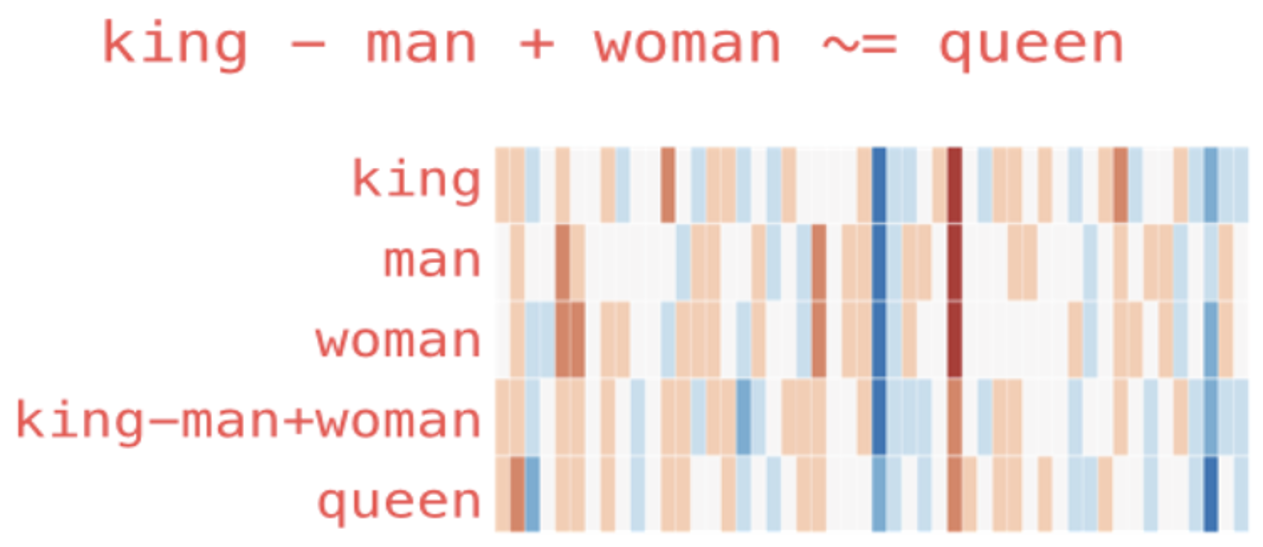 king − man + woman ~= queen
king
man
woman
king−man+woman
queen